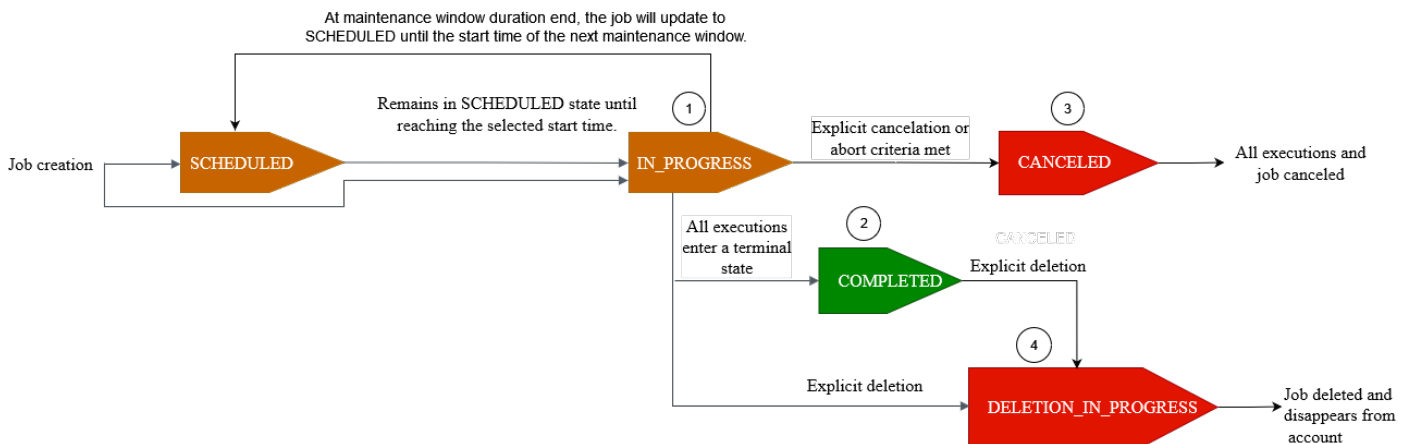 At maintenance window duration end, the job will update to
SCHEDULED until the start time of the next maintenance window.
Remains in SCHEDULED state until
reaching the selected start time.
1
3
Job creation
SCHEDULED
IN_PROGRESS
Explicit cancelation or
abort criteria met
CANCELED
All executions and
job canceled
All executions
enter a terminal
state
2
CANCELED
COMPLETED
Explicit deletion
4
Explicit deletion
DELETION_IN_PROGRESS
Job deleted and
disappears from
account